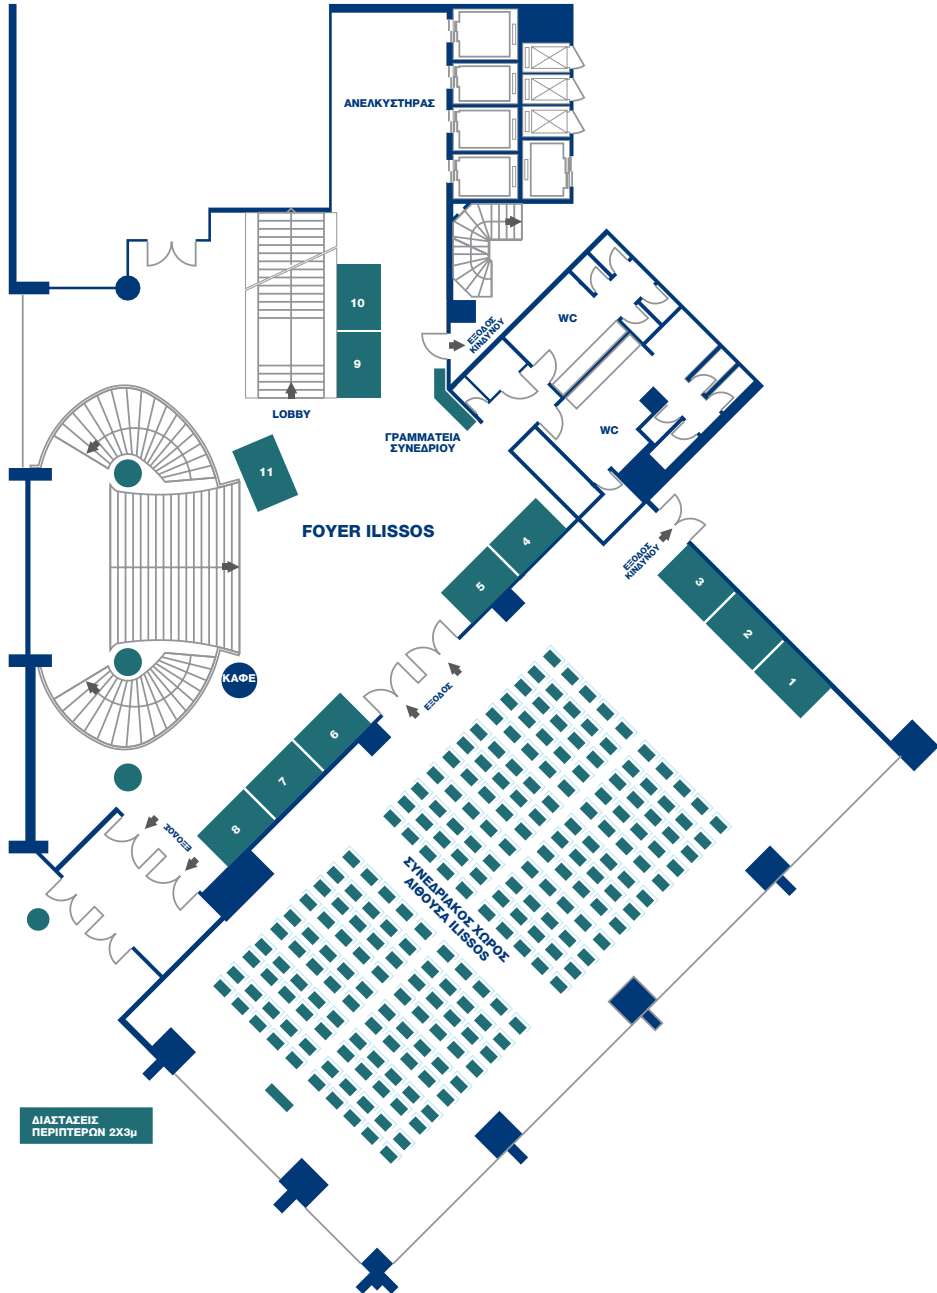 ΑΝΕΛΚΥΣΤΗΡΑΣ
10
9
LOBBY
ΕΞΟΔΟΣ
ΚΙΝΔΥΝΟΥ
WC
WC
ΓΡΑΜΜΑΤΕΙΑ
ΣΥΝΕΔΡΙΟΥ
11
FOYER ILISSOS
4
5
ΕΞΟΔΟΣ
ΚΙΝΔΥΝΟΥ
3
2
1
ΚΑΦΕ
ΕΞΟΔΟΣ
6
7
8
ΕΞΟΔΟΣ
ΣΥΝΕΔΡΙΑΚΟΣ ΧΩΡΟΣ
ΑΙΘΟΥΣΑ ILISSOS
ΔΙΑΣΤΑΣΕΙΣ
ΠΕΡΙΠΤΕΡΩΝ 2X3μ